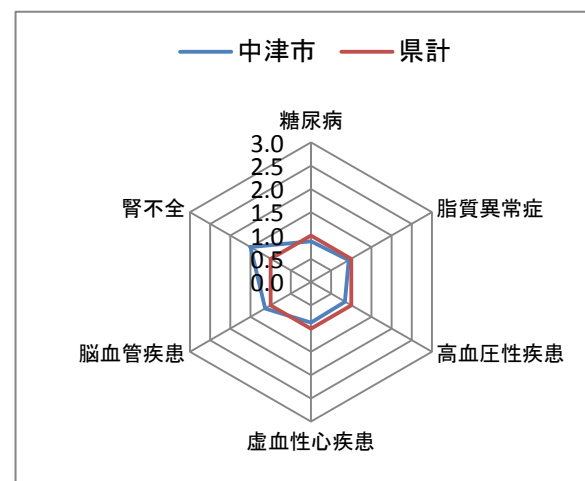 中津市 県計
糖尿病
3.0
2.5
2.0
1.5
1.0
0.5
0.0
脂質異常症
高血圧性疾患
虚血性心疾患
脳血管疾患
腎不全